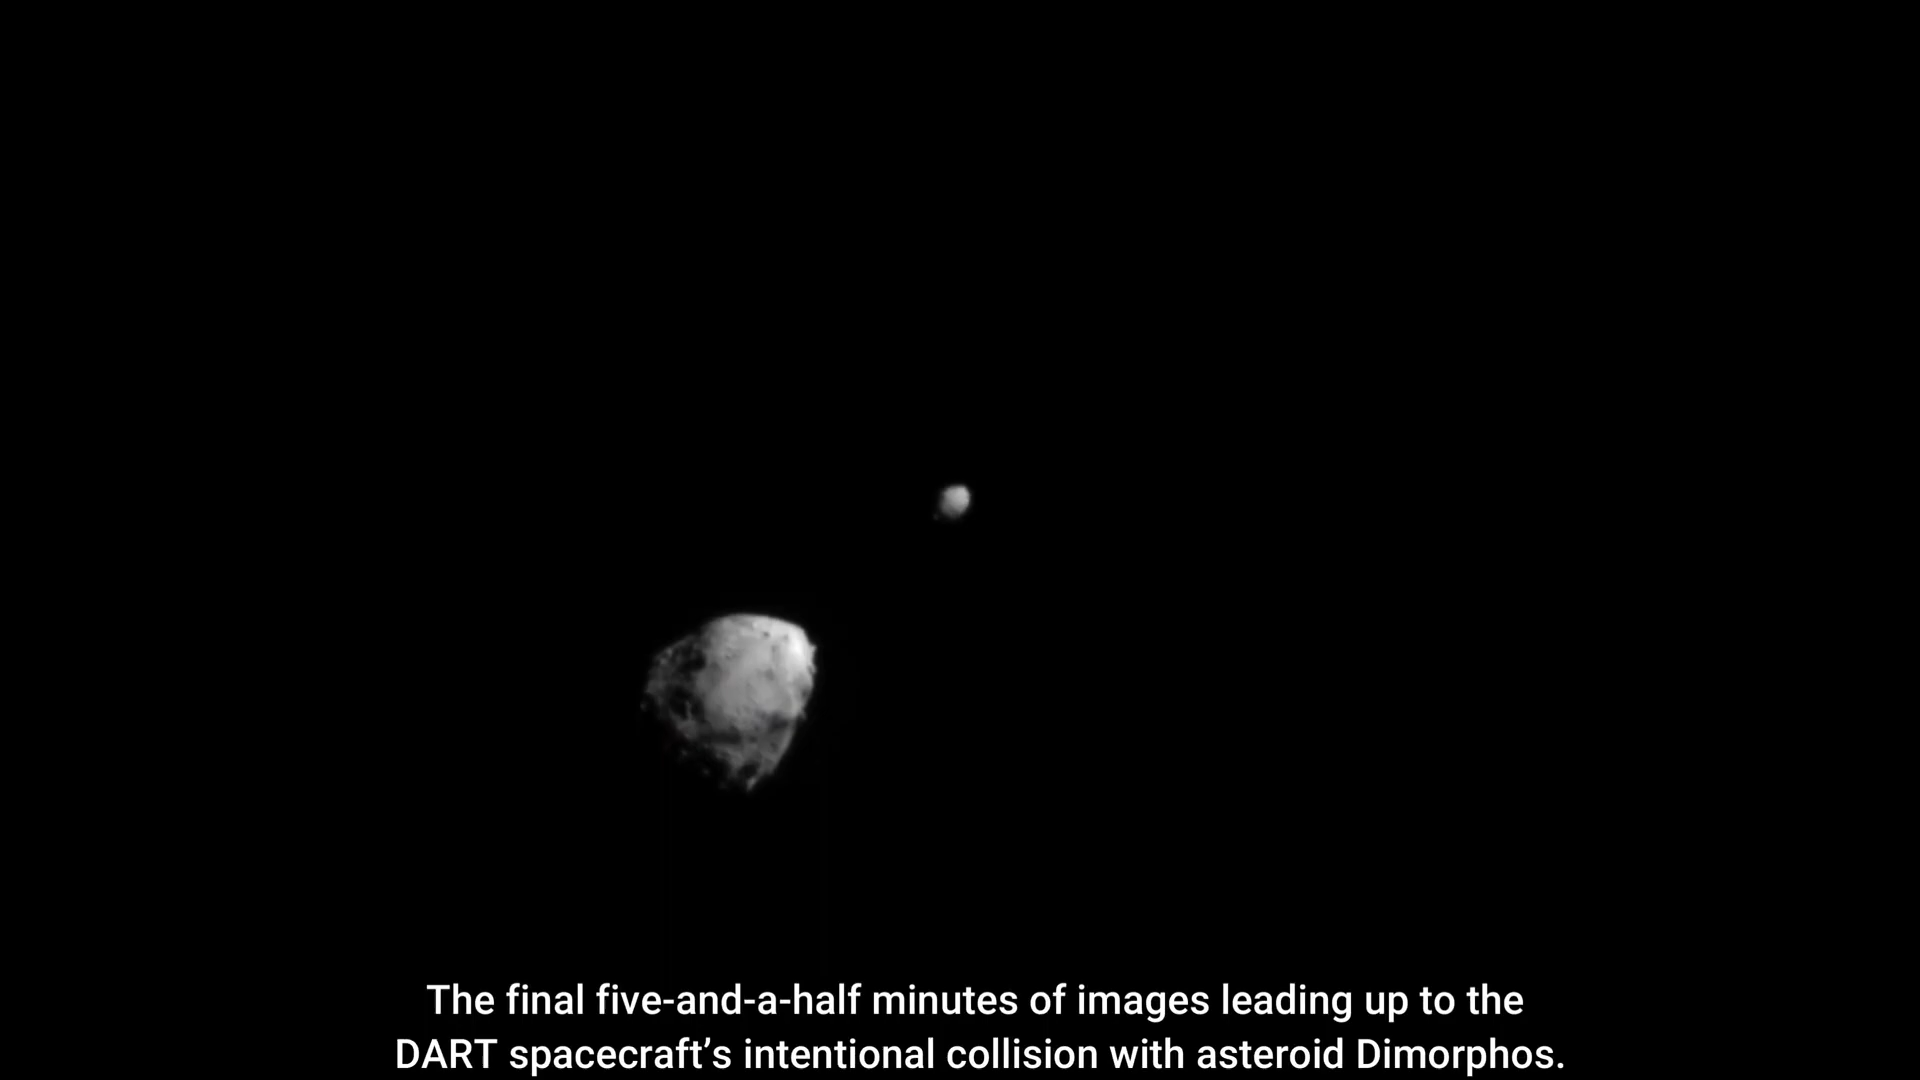 The final five-and-a-half minutes of images leading up to the
DART spacecraft’s intentional collision with asteroid Dimorphos.